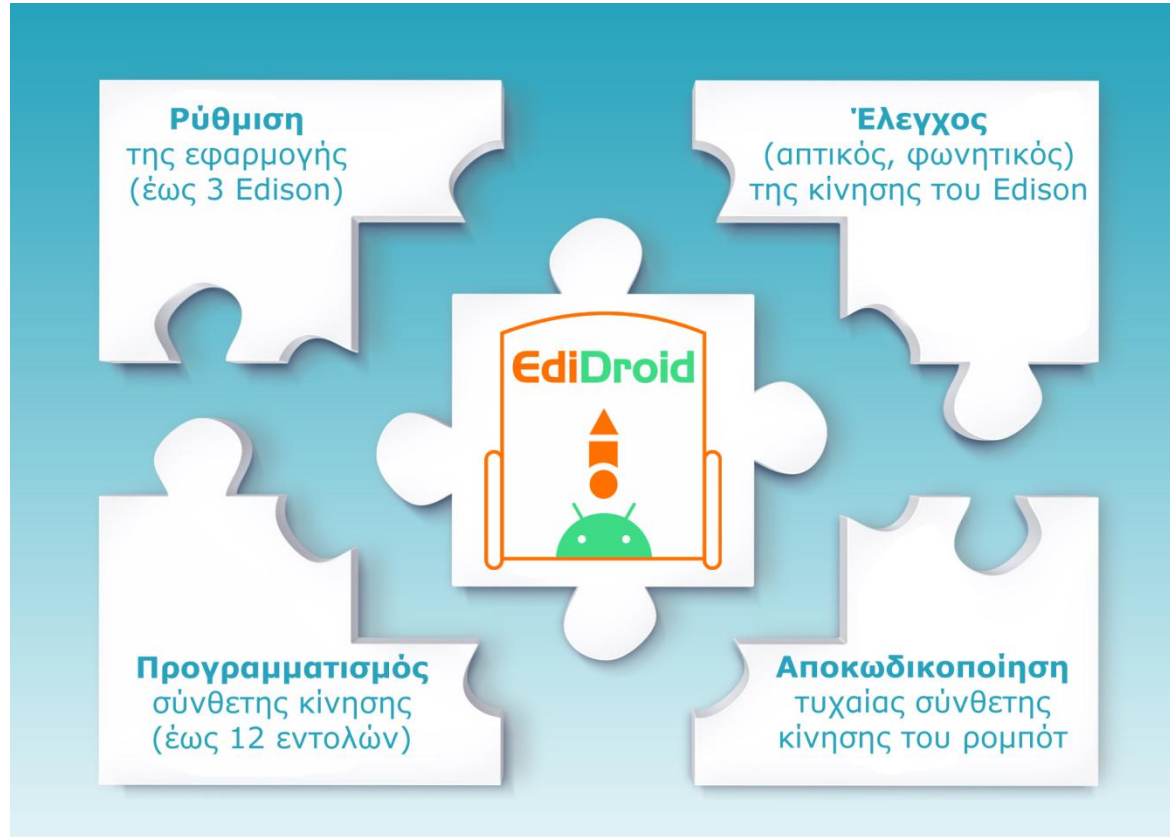 Ρύθμιση
της εφαρμογής
(έως 3 Edison)
Έλεγχος
(απτικός, φωνητικός)
της κίνησης του Edison
EdiDroid
Προγραμματισμός
σύνθετης κίνησης
(έως 12 εντολών)
Αποκωδικοποίηση
τυχαίας σύνθετης
κίνησης του ρομπότ